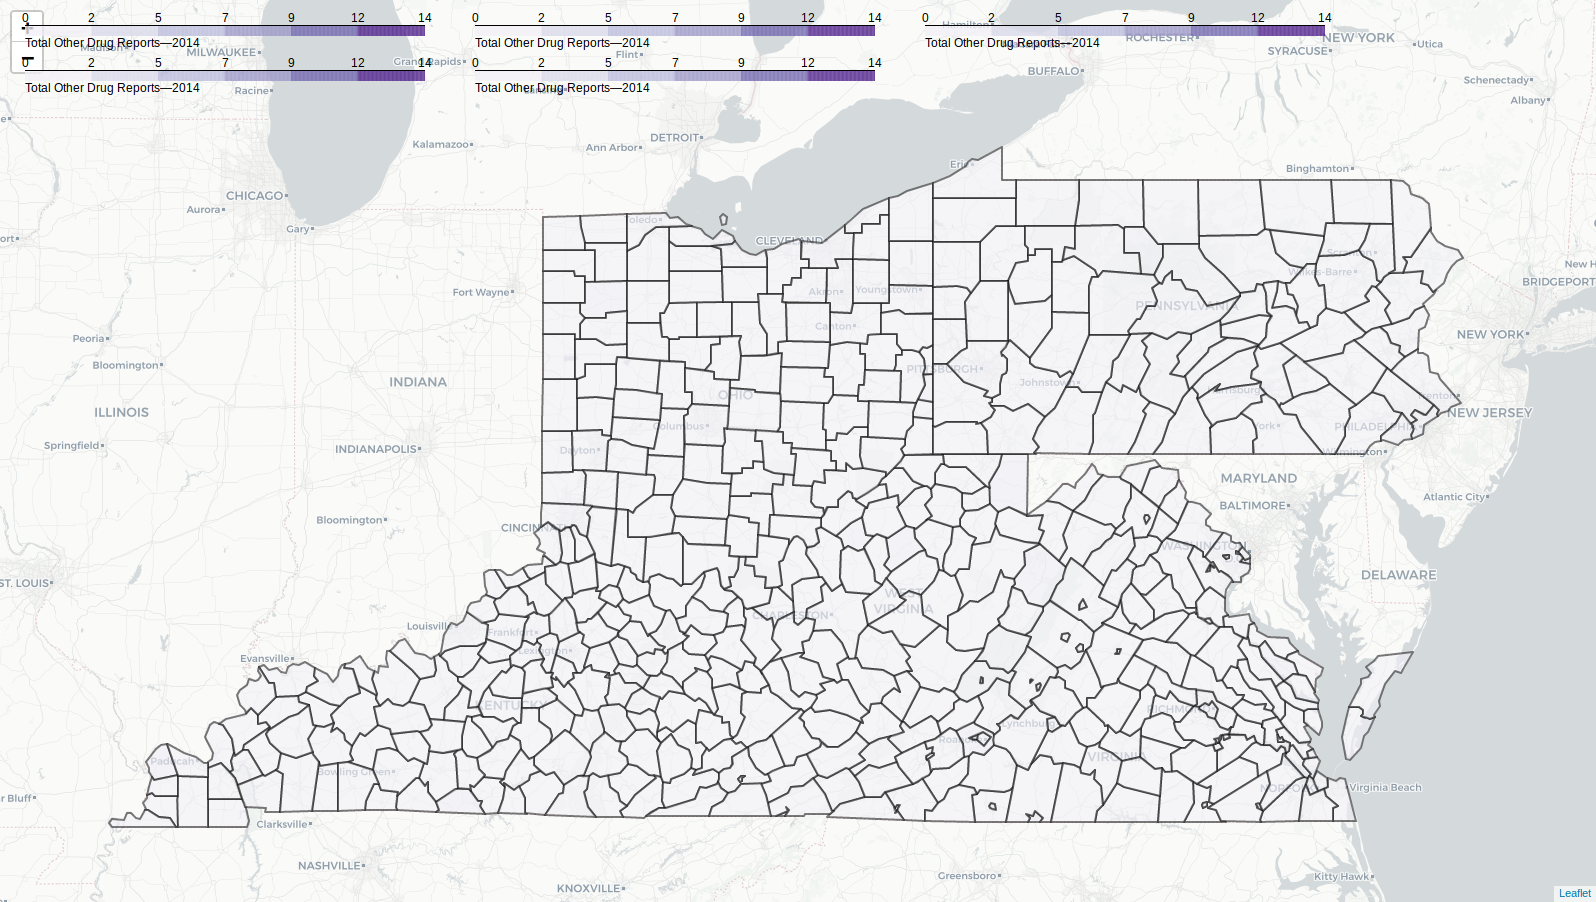 0 2 5 7 9 12 14
Total Other Drug Reports—2014
0 2 5 7 9 12 14
Total Other Drug Reports—2014
0 2 5 7 9 12 14
Total Other Drug Reports—2014
0 2 5 7 9 12 14
Total Other Drug Reports—2014
0 2 5 7 9 12 14
Total Other Drug Reports—2014
+
−
Hamilton
ROCHESTER
NEW YORK
SYRACUSE
Utica
Madison
MILWAUKEE
Grand Rapids
Flint
BUFFALO
Schenectady
Albany
Racine
Lansing
DETROIT
Kalamazoo
Ann Arbor
Erie
Binghamton
CHICAGO
Aurora
Gary
Toledo
CLEVELAND
Scranton
Wilkes-Barre
New H
BRIDGEPORT
Fort Wayne
Akron
Youngstown
PENNSYLVANIA
Canton
NEW YORK
Peoria
Bloomington
PITTSBURGH
INDIANA
Johnstown
OHIO
Harrisburg
Trenton
ILLINOIS
NEW JERSEY
Columbus
York
PHILADELPHIA
Springfield
INDIANAPOLIS
Dayton
Wilmington
MARYLAND
BALTIMORE
Atlantic City
Bloomington
CINCINNATI
WASHINGTON
ST. LOUIS
DELAWARE
WEST
VIRGINIA
CHARLESTON
Louisville
Frankfort
Lexington
Evansville
KENTUCKY
RICHMOND
Lynchburg
Roanoke
VIRGINIA
Paducah
Bowling Green
NORFOLK
Virginia Beach
r Bluff
Clarksville
NASHVILLE
Greensboro
Kitty Hawk
KNOXVILLE
Leaflet